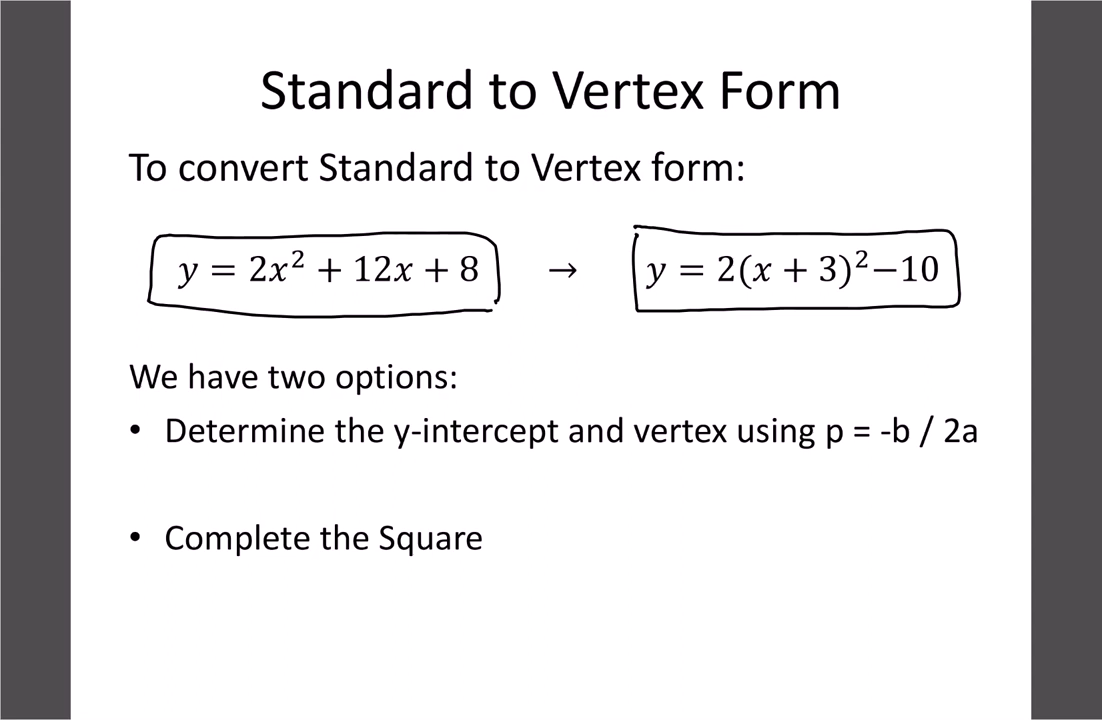 Standard to Vertex Form
To convert Standard to Vertex form:
y = 2x² + 12x + 8 → y = 2(x + 3)²−10
We have two options:
• Determine the y-intercept and vertex using p = -b / 2a
• Complete the Square